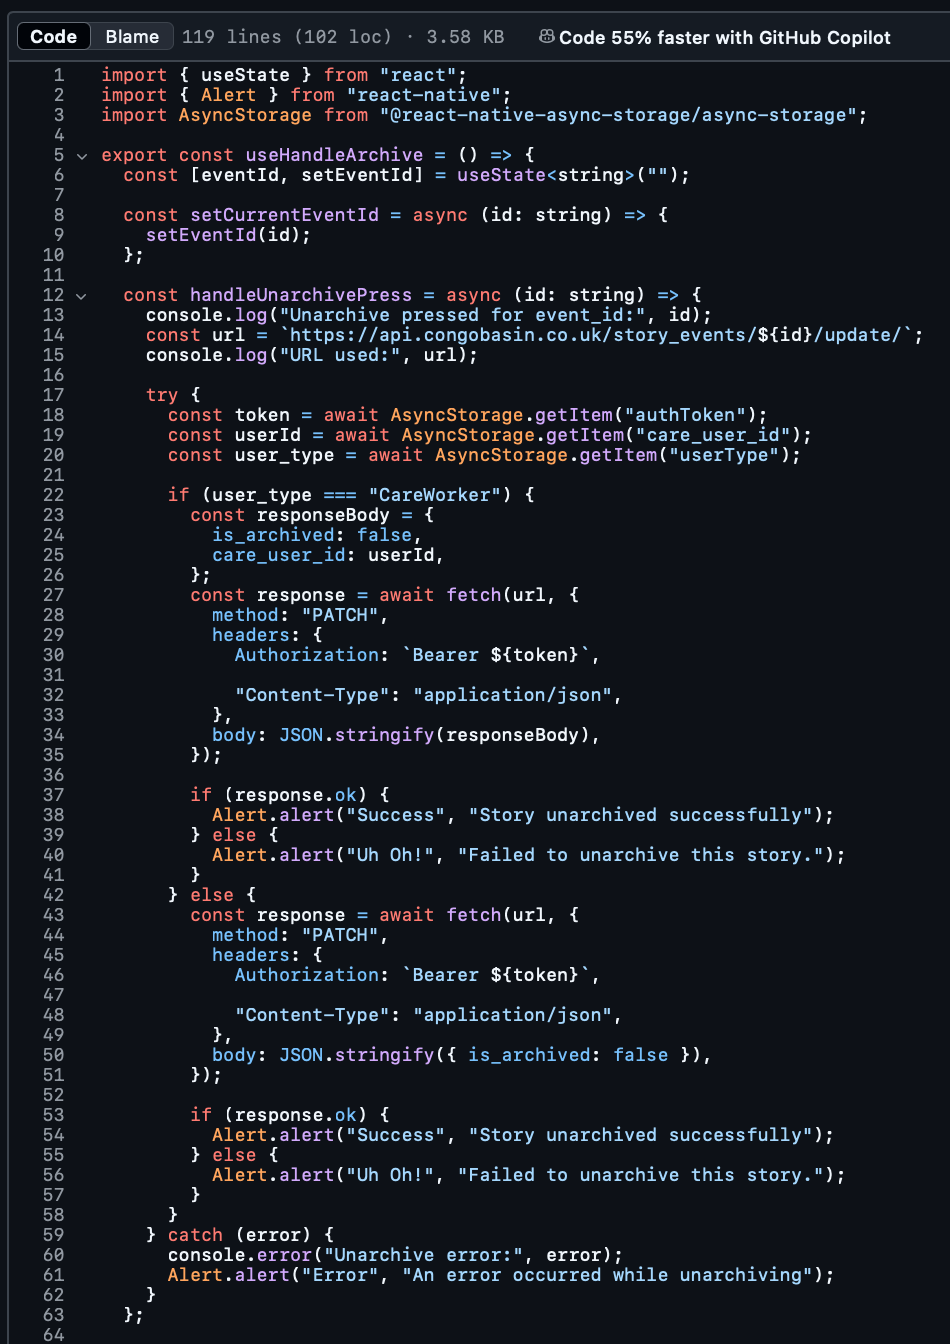 Code Blame 119 lines (102 loc) · 3.58 KB Code 55% faster with GitHub Copilot
1 import { useState } from "react";
2 import { Alert } from "react-native";
3 import AsyncStorage from "@react-native-async-storage/async-storage";
4
5 export const useHandleArchive = () => {
6 const [eventId, setEventId] = useState<string>("");
7
8 const setCurrentEventId = async (id: string) => {
9 setEventId(id);
10 };
11
12 const handleUnarchivePress = async (id: string) => {
13 console.log("Unarchive pressed for event_id:", id);
14 const url = `https://api.congobasin.co.uk/story_events/${id}/update/`;
15 console.log("URL used:", url);
16
17 try {
18 const token = await AsyncStorage.getItem("authToken");
19 const userId = await AsyncStorage.getItem("care_user_id");
20 const user_type = await AsyncStorage.getItem("userType");
21
22 if (user_type === "CareWorker") {
23 const responseBody = {
24 is_archived: false,
25 care_user_id: userId,
26 };
27 const response = await fetch(url, {
28 method: "PATCH",
29 headers: {
30 Authorization: `Bearer ${token}`,
31
32 "Content-Type": "application/json",
33 },
34 body: JSON.stringify(responseBody),
35 });
36
37 if (response.ok) {
38 Alert.alert("Success", "Story unarchived successfully");
39 } else {
40 Alert.alert("Uh Oh!", "Failed to unarchive this story.");
41 }
42 } else {
43 const response = await fetch(url, {
44 method: "PATCH",
45 headers: {
46 Authorization: `Bearer ${token}`,
47
48 "Content-Type": "application/json",
49 },
50 body: JSON.stringify({ is_archived: false }),
51 });
52
53 if (response.ok) {
54 Alert.alert("Success", "Story unarchived successfully");
55 } else {
56 Alert.alert("Uh Oh!", "Failed to unarchive this story.");
57 }
58 }
59 } catch (error) {
60 console.error("Unarchive error:", error);
61 Alert.alert("Error", "An error occurred while unarchiving");
62 }
63 };
64